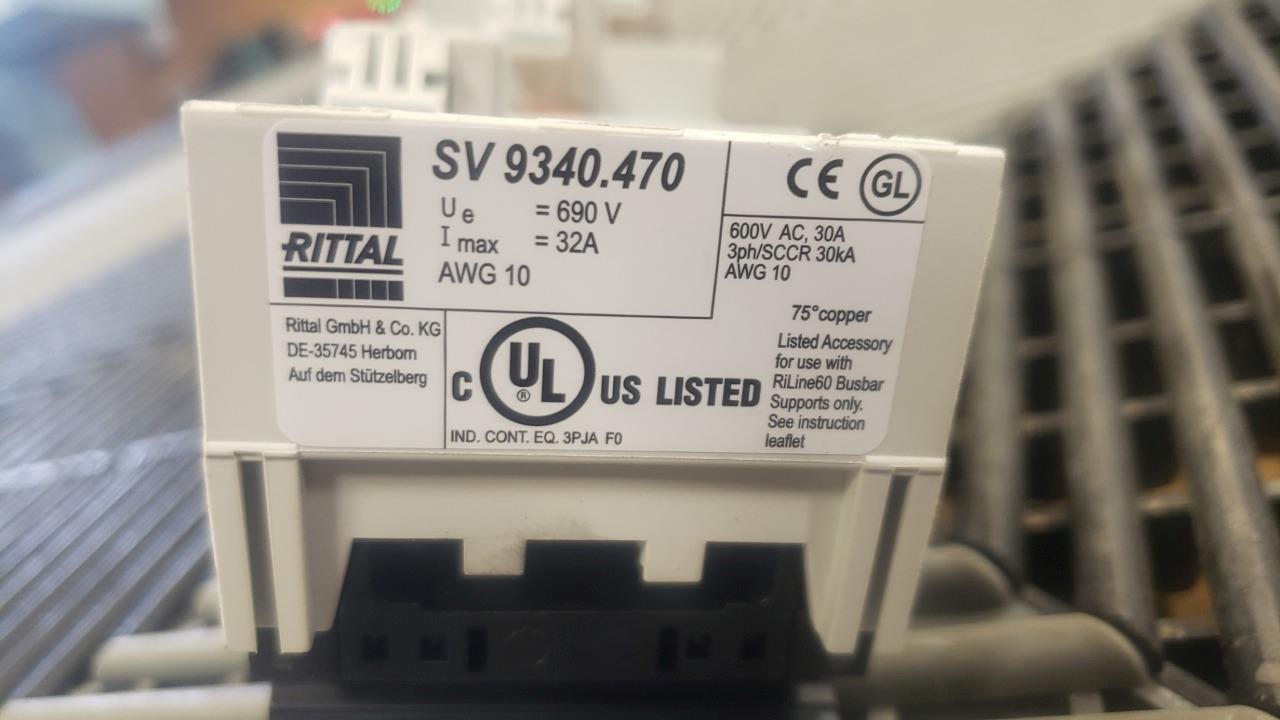 RITTAL
SV 9340.470
Ue = 690 V
Imax = 32A
AWG 10
CE GL
600V AC, 30A
3ph/SCCR 30kA
AWG 10
75°copper
Listed Accessory
for use with
RiLine60 Busbar
Supports only.
See instruction
leaflet
Rittal GmbH & Co. KG
DE-35745 Herborn
Auf dem Stützelberg
C UL® US LISTED
IND. CONT. EQ. 3PJA F0